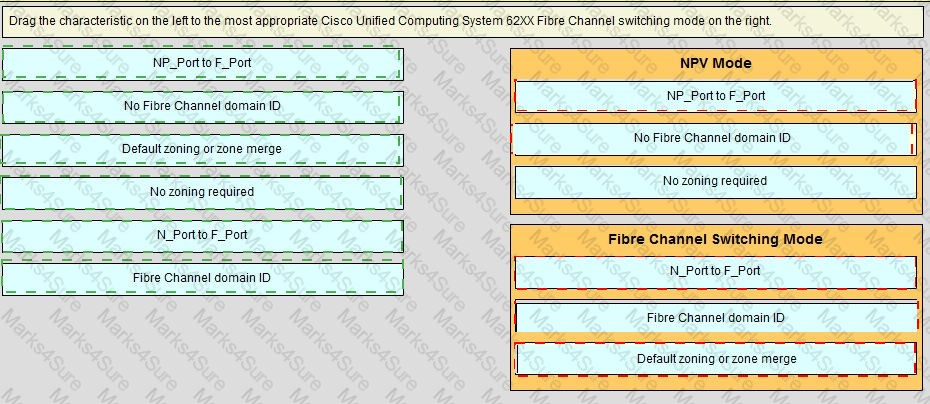 Drag the characteristic on the left to the most appropriate Cisco Unified Computing System 62XX Fibre Channel switching mode on the right.
NP_Port to F_Port
No Fibre Channel domain ID
Default zoning or zone merge
No zoning required
N_Port to F_Port
Fibre Channel domain ID
NPV Mode
NP_Port to F_Port
No Fibre Channel domain ID
No zoning required
Fibre Channel Switching Mode
N_Port to F_Port
Fibre Channel domain ID
Default zoning or zone merge
Marks4Sure